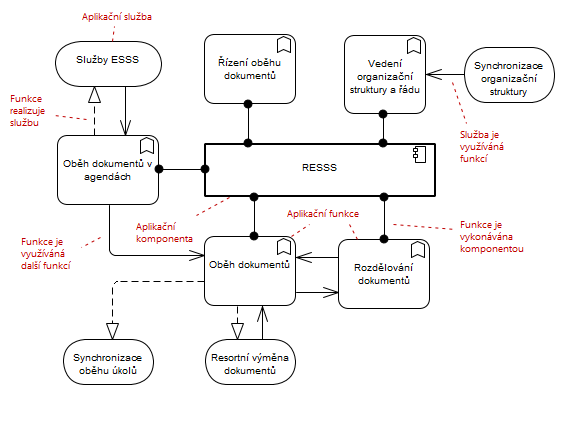 Aplikační služba
Služby ESSS
Řízení oběhu
dokumentů
Vedení
organizační
struktury a řádu
Synchronizace
organizační
struktury
Funkce
realizuje
službu
Služba je
využíváná
funkcí
Oběh dokumentů v
agendách
RESSS
Aplikační
komponenta
Aplikační funkce
Funkce je
vykonávána
komponentou
Funkce je
využíváná
další funkcí
Oběh dokumentů
Rozdělování
dokumentů
Synchronizace
oběhu úkolů
Resortní výměna
dokumentů